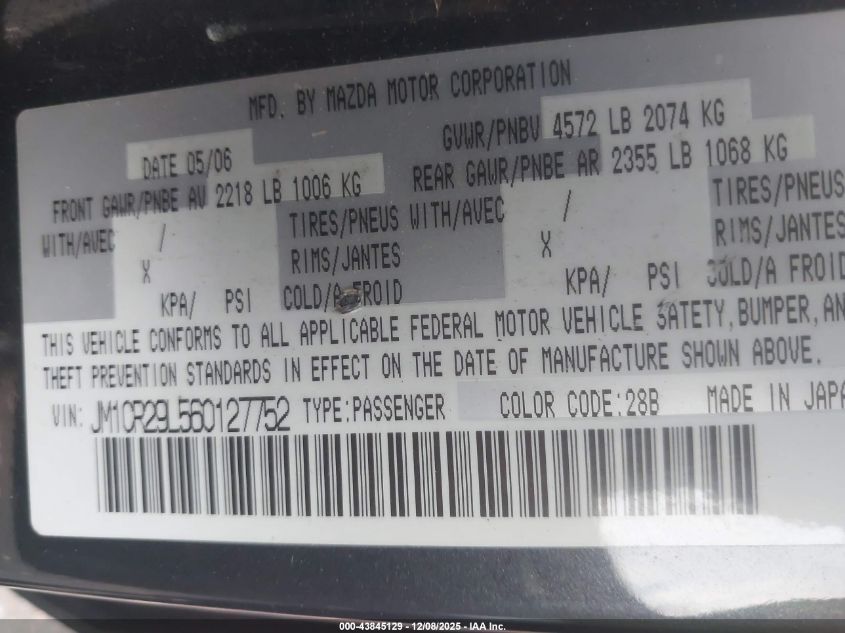 MFD. BY MAZDA MOTOR CORPORATION
DATE 05/06 GVWR/PNBV 4572 LB 2074 KG
FRONT GAWR/PNBE AV 2218 LB 1006 KG REAR GAWR/PNBE AR 2355 LB 1068 KG
WITH/AVEC / TIRES/PNEUS WITH/AVEC / TIRES/PNEUS
X RIMS/JANTES X RIMS/JANTES
KPA/ PSI COLD/A FROID KPA/ PSI COLD/A FROID
THIS VEHICLE CONFORMS TO ALL APPLICABLE FEDERAL MOTOR VEHICLE SAFETY, BUMPER, AN
THEFT PREVENTION STANDARDS IN EFFECT ON THE DATE OF MANUFACTURE SHOWN ABOVE.
VIN: JM1CR29L560127752 TYPE:PASSENGER COLOR CODE:28B MADE IN JAPA
000-43845129 - 12/08/2025 - IAA Inc.